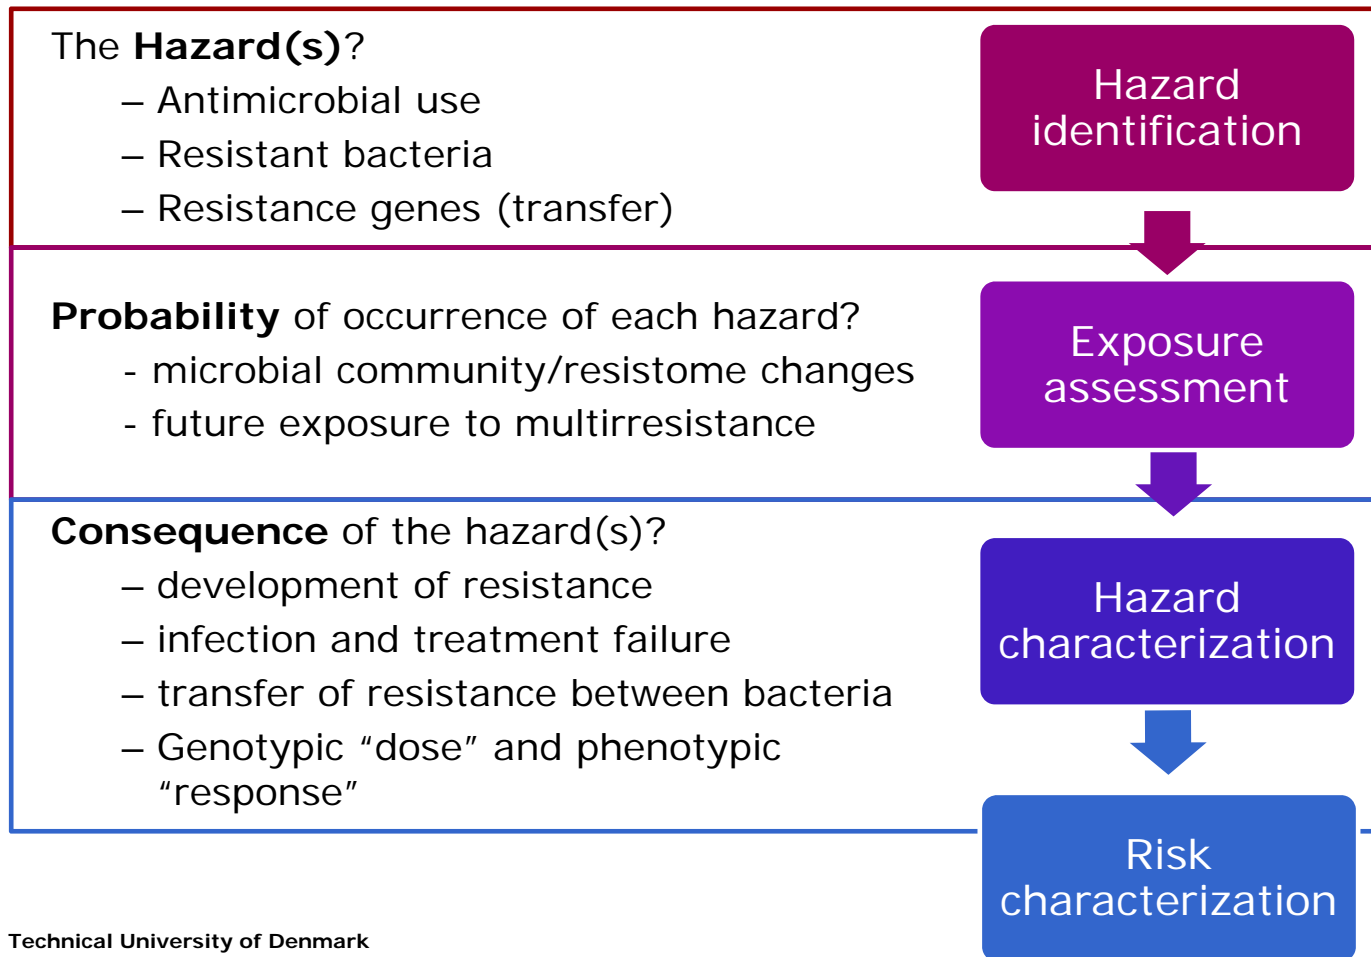 The Hazard(s)?
– Antimicrobial use
– Resistant bacteria
– Resistance genes (transfer)
Hazard
identification
Probability of occurrence of each hazard?
- microbial community/resistome changes
- future exposure to multirresistance
Exposure
assessment
Consequence of the hazard(s)?
– development of resistance
– infection and treatment failure
– transfer of resistance between bacteria
– Genotypic “dose” and phenotypic
“response”
Hazard
characterization
Risk
characterization
Technical University of Denmark